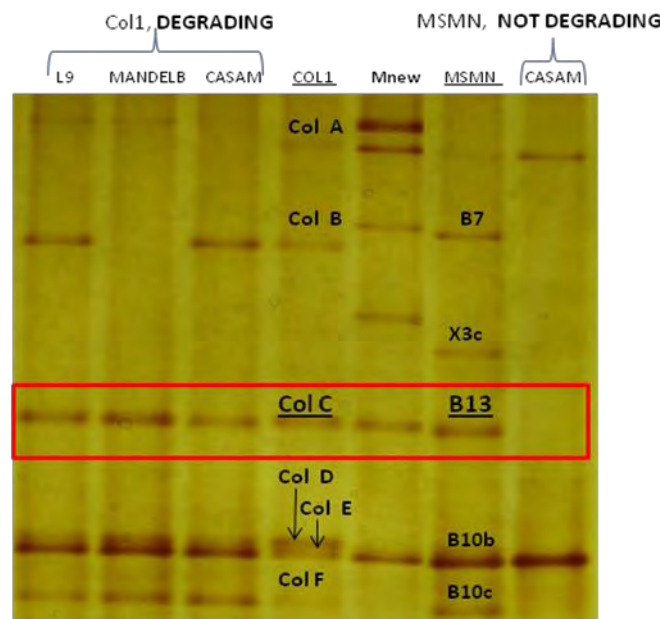 Col1, DEGRADING MSMN, NOT DEGRADING
L9 MANDELB CASAM COL1 Mnew MSMN CASAM
Col A
Col B B7
X3c
Col C B13
Col D
Col E
B10b
Col F B10c